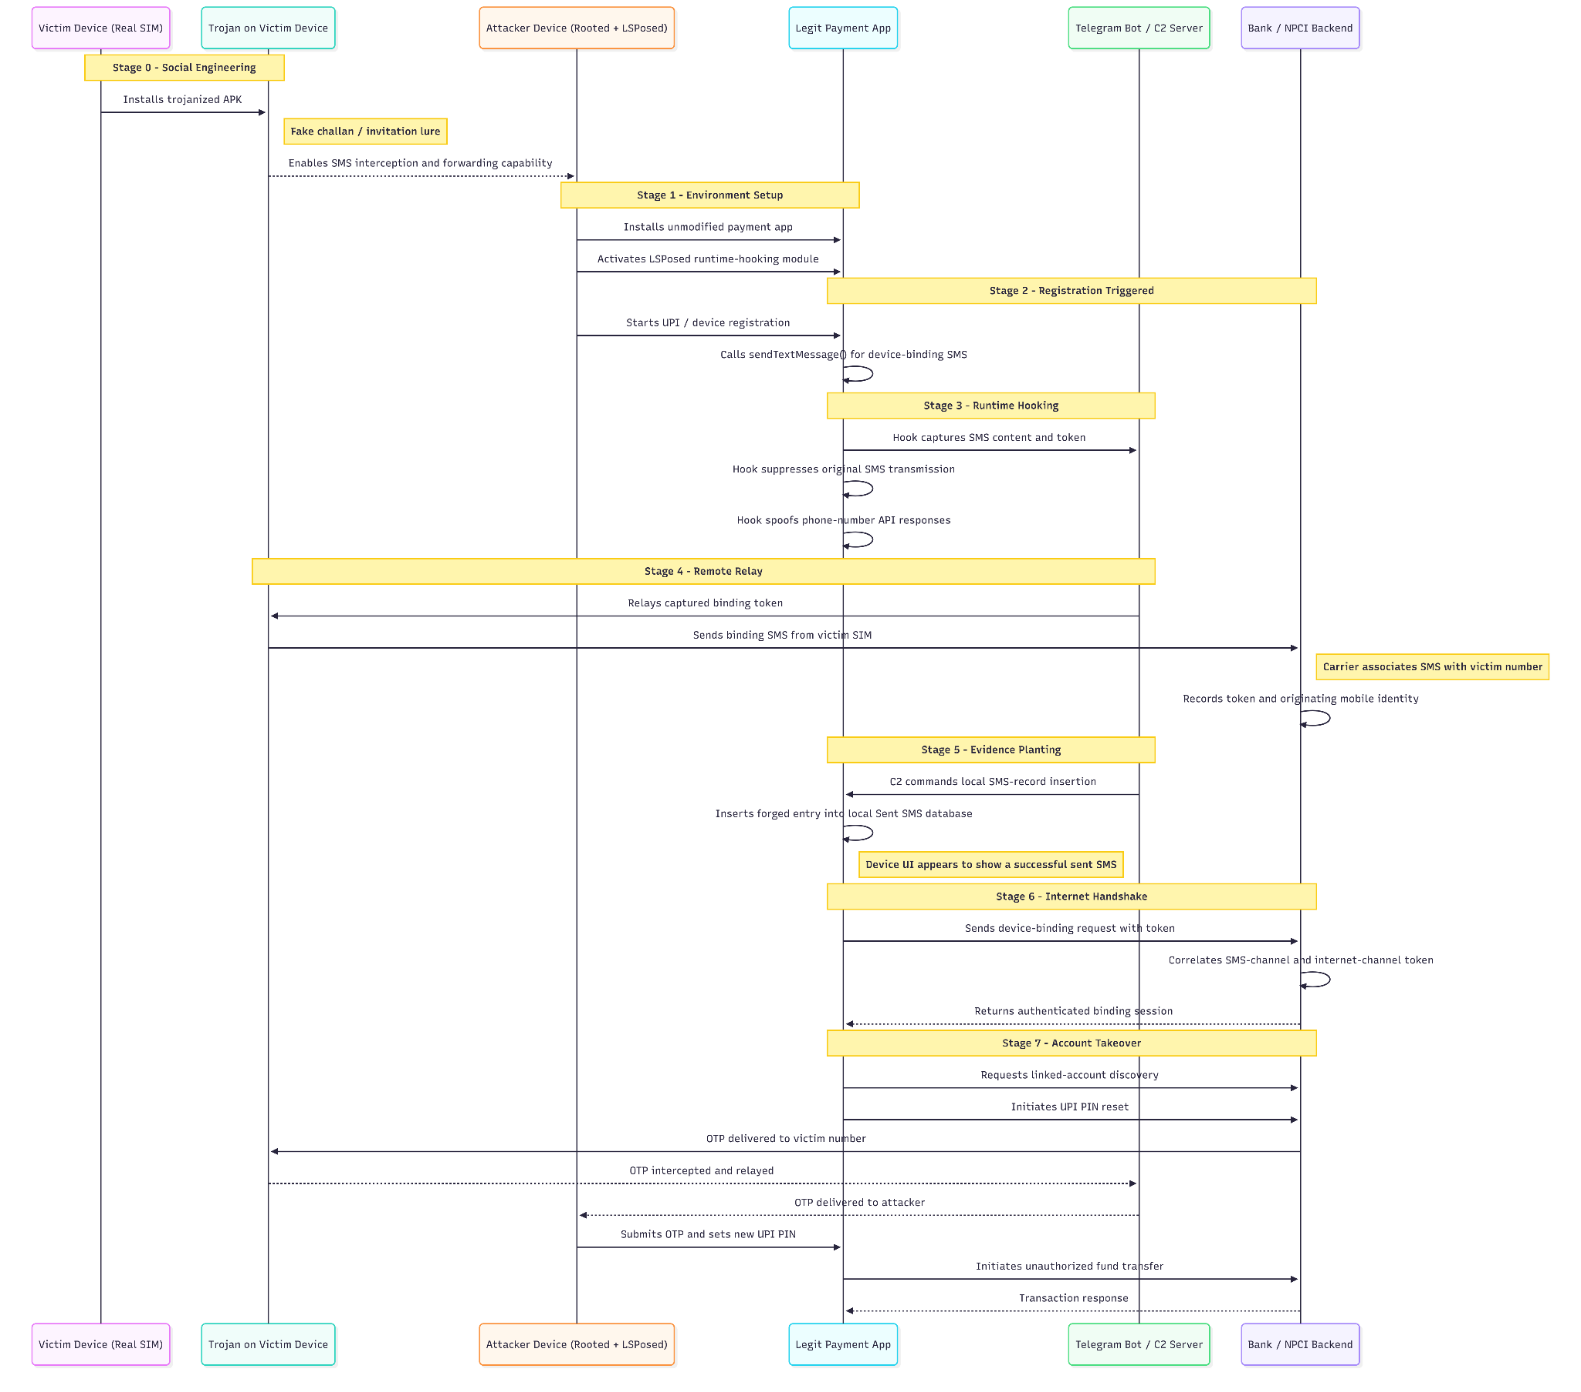 Victim Device (Real SIM)
Trojan on Victim Device
Attacker Device (Rooted + LSPosed)
Legit Payment App
Telegram Bot / C2 Server
Bank / NPCI Backend
Stage 0 - Social Engineering
Installs trojanized APK
Fake challan / invitation lure
Enables SMS interception and forwarding capability
Stage 1 - Environment Setup
Installs unmodified payment app
Activates LSPosed runtime-hooking module
Stage 2 - Registration Triggered
Starts UPI / device registration
Calls sendTextMessage() for device-binding SMS
Stage 3 - Runtime Hooking
Hook captures SMS content and token
Hook suppresses original SMS transmission
Hook spoofs phone-number API responses
Stage 4 - Remote Relay
Relays captured binding token
Sends binding SMS from victim SIM
Carrier associates SMS with victim number
Records token and originating mobile identity
Stage 5 - Evidence Planting
C2 commands local SMS-record insertion
Inserts forged entry into local Sent SMS database
Device UI appears to show a successful sent SMS
Stage 6 - Internet Handshake
Sends device-binding request with token
Correlates SMS-channel and internet-channel token
Returns authenticated binding session
Stage 7 - Account Takeover
Requests linked-account discovery
Initiates UPI PIN reset
OTP delivered to victim number
OTP intercepted and relayed
OTP delivered to attacker
Submits OTP and sets new UPI PIN
Initiates unauthorized fund transfer
Transaction response
Victim Device (Real SIM)
Trojan on Victim Device
Attacker Device (Rooted + LSPosed)
Legit Payment App
Telegram Bot / C2 Server
Bank / NPCI Backend